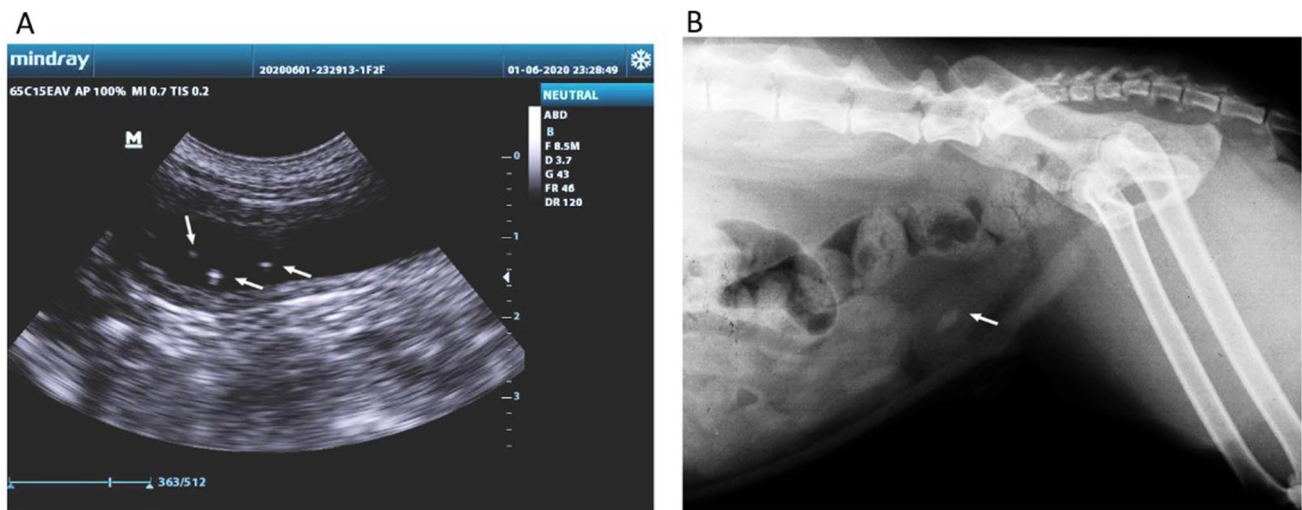 A
B
mindray
20200601-232913-1F2F
01-06-2020 23:28:49
65C15EAV AP 100% MI 0.7 TIS 0.2
NEUTRAL
M
ABD
B
F 8.5M
D 3.7
G 43
FR 46
DR 120
0
1
2
3
363/512